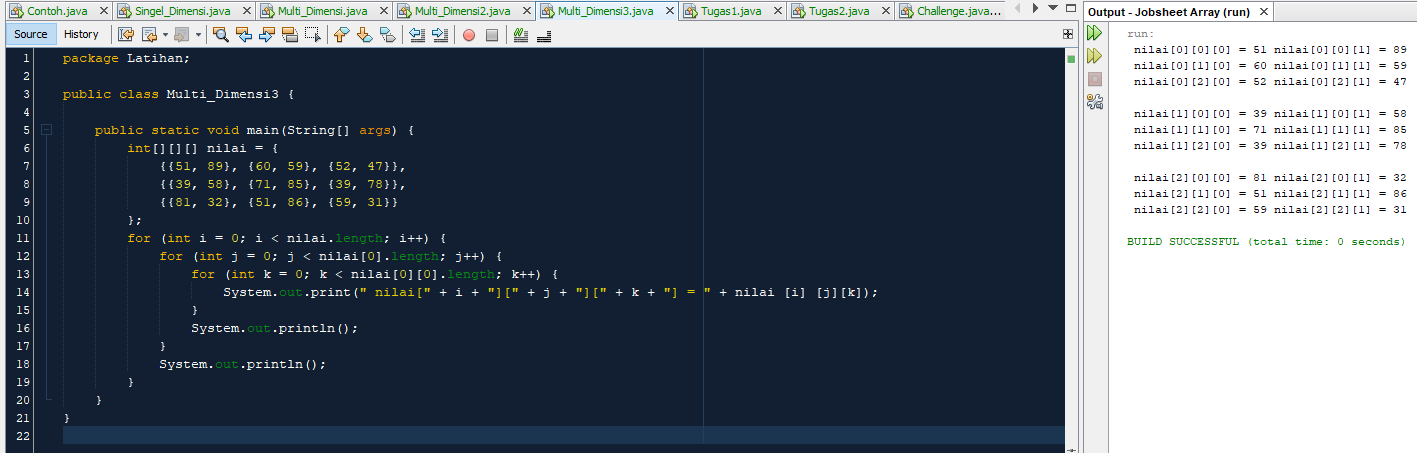 Contoh.java Singel_Dimensi.java Multi_Dimensi.java Multi_Dimensi2.java Multi_Dimensi3.java Tugas1.java Tugas2.java Challenge.java...
Source History
1 package Latihan;
2
3 public class Multi_Dimensi3 {
4
5 public static void main(String[] args) {
6 int[][][] nilai = {
7 {{51, 89}, {60, 59}, {52, 47}},
8 {{39, 58}, {71, 85}, {39, 78}},
9 {{81, 32}, {51, 86}, {59, 31}}
10 };
11 for (int i = 0; i < nilai.length; i++) {
12 for (int j = 0; j < nilai[0].length; j++) {
13 for (int k = 0; k < nilai[0][0].length; k++) {
14 System.out.print(" nilai[" + i + "][" + j + "][" + k + "] = " + nilai [i] [j][k]);
15 }
16 System.out.println();
17 }
18 System.out.println();
19 }
20 }
21 }
22
Output - Jobsheet Array (run)
run:
nilai[0][0][0] = 51 nilai[0][0][1] = 89
nilai[0][1][0] = 60 nilai[0][1][1] = 59
nilai[0][2][0] = 52 nilai[0][2][1] = 47
nilai[1][0][0] = 39 nilai[1][0][1] = 58
nilai[1][1][0] = 71 nilai[1][1][1] = 85
nilai[1][2][0] = 39 nilai[1][2][1] = 78
nilai[2][0][0] = 81 nilai[2][0][1] = 32
nilai[2][1][0] = 51 nilai[2][1][1] = 86
nilai[2][2][0] = 59 nilai[2][2][1] = 31
BUILD SUCCESSFUL (total time: 0 seconds)